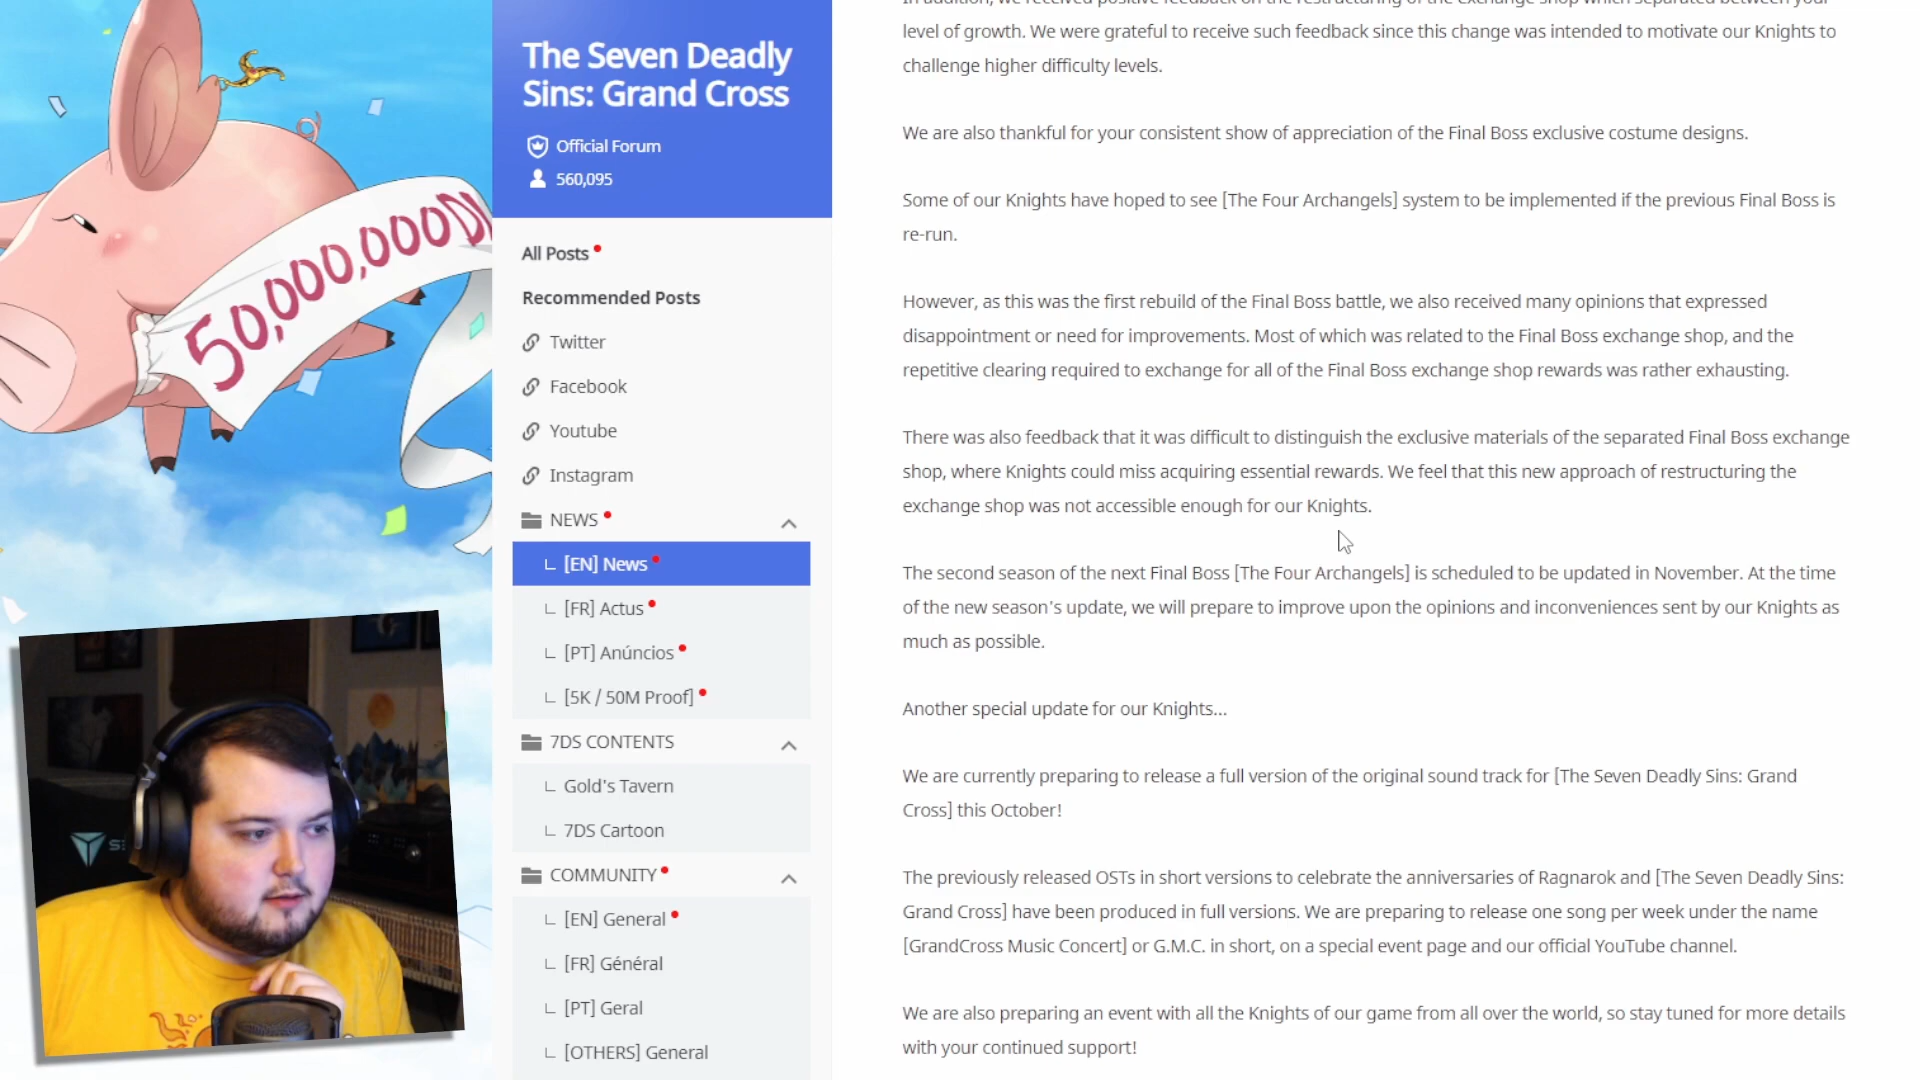 50,000,000
The Seven Deadly
Sins: Grand Cross
Official Forum
560,095
All Posts
Recommended Posts
Twitter
Facebook
Youtube
Instagram
NEWS
[EN] News
[FR] Actus
[PT] Anúncios
[5K / 50M Proof]
7DS CONTENTS
Gold's Tavern
7DS Cartoon
COMMUNITY
[EN] General
[FR] Général
[PT] Geral
[OTHERS] General
In addition, we received positive feedback on the restructuring of the exchange shop which separated between your
level of growth. We were grateful to receive such feedback since this change was intended to motivate our Knights to
challenge higher difficulty levels.
We are also thankful for your consistent show of appreciation of the Final Boss exclusive costume designs.
Some of our Knights have hoped to see [The Four Archangels] system to be implemented if the previous Final Boss is
re-run.
However, as this was the first rebuild of the Final Boss battle, we also received many opinions that expressed
disappointment or need for improvements. Most of which was related to the Final Boss exchange shop, and the
repetitive clearing required to exchange for all of the Final Boss exchange shop rewards was rather exhausting.
There was also feedback that it was difficult to distinguish the exclusive materials of the separated Final Boss exchange
shop, where Knights could miss acquiring essential rewards. We feel that this new approach of restructuring the
exchange shop was not accessible enough for our Knights.
The second season of the next Final Boss [The Four Archangels] is scheduled to be updated in November. At the time
of the new season's update, we will prepare to improve upon the opinions and inconveniences sent by our Knights as
much as possible.
Another special update for our Knights...
We are currently preparing to release a full version of the original sound track for [The Seven Deadly Sins: Grand
Cross] this October!
The previously released OSTs in short versions to celebrate the anniversaries of Ragnarok and [The Seven Deadly Sins:
Grand Cross] have been produced in full versions. We are preparing to release one song per week under the name
[GrandCross Music Concert] or G.M.C. in short, on a special event page and our official YouTube channel.
We are also preparing an event with all the Knights of our game from all over the world, so stay tuned for more details
with your continued support!